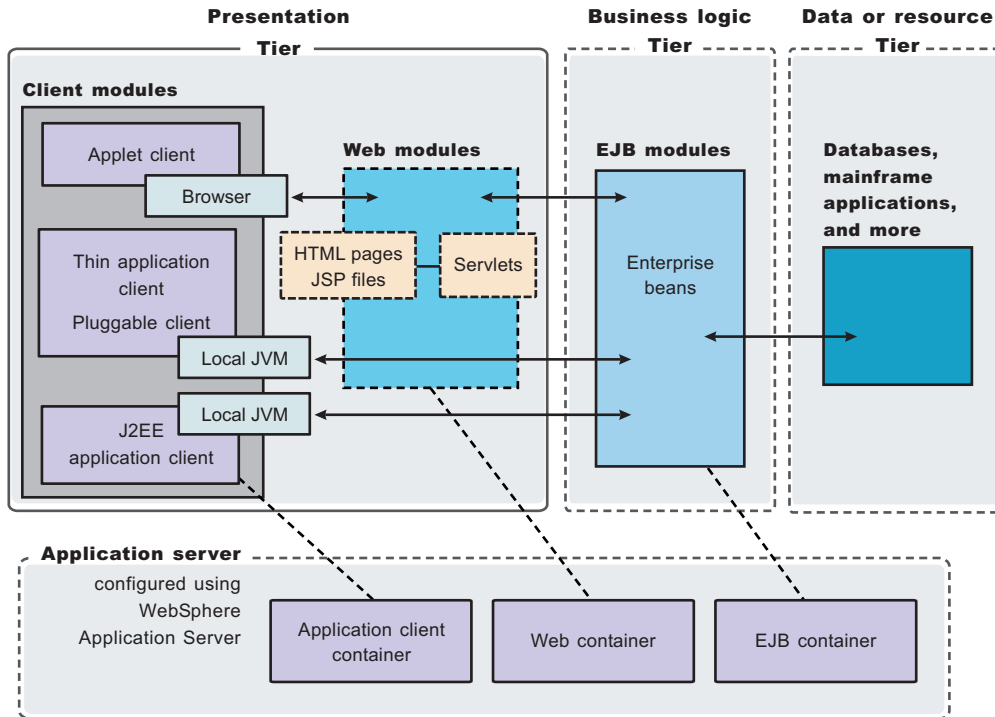 Presentation
Tier
Business logic
Tier
Data or resource
Tier
Client modules
Applet client
Browser
Thin application
client
Pluggable client
Local JVM
Local JVM
J2EE
application client
Web modules
HTML pages
JSP files
Servlets
EJB modules
Enterprise
beans
Databases,
mainframe
applications,
and more
Application server
configured using
WebSphere
Application Server
Application client
container
Web container
EJB container